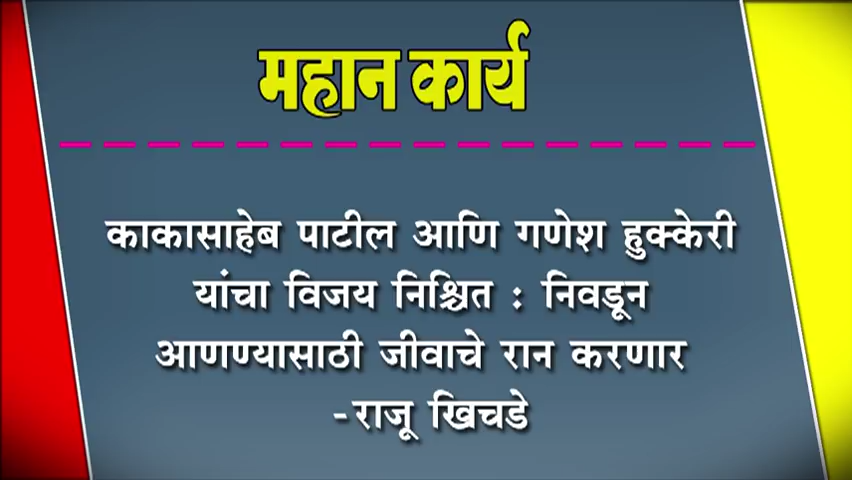 महान कार्य
काकासाहेब पाटील आणि गणेश हुक्केरी
यांचा विजय निश्चित : निवडून
आणण्यासाठी जीवाचे रान करणार
-राजू खिचडे